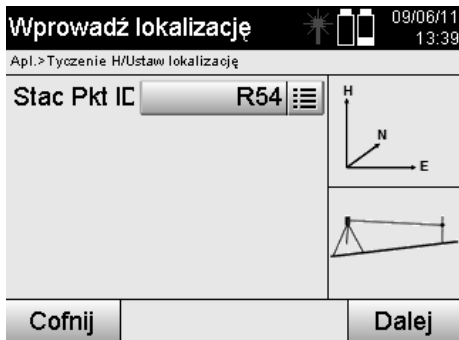 Wprowadź lokalizację
09/06/11
13:39
Apl.>Tyczenie H/Ustaw lokalizację
Stac Pkt ID
R54
H
N
E
Cofnij
Dalej